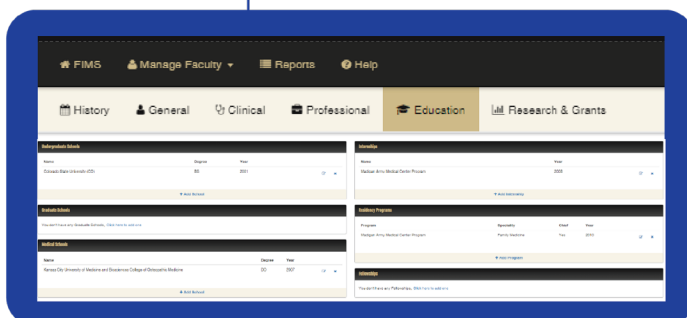 FIMS Manage Faculty Reports Help
History General Clinical Professional Education Research & Grants
Undergraduate Schools
Name Degree Year
Colorado State University (CO) BS 2001
+ Add School
Graduate Schools
You don't have any Graduate Schools, Click here to add one.
Medical Schools
Name Degree Year
Kansas City University of Medicine and Biosciences College of Osteopathic Medicine DO 2007
+ Add School
Internships
Name Year
Madigan Army Medical Center Program 2008
+ Add Internship
Residency Programs
Program Specialty Chief Year
Madigan Army Medical Center Program Family Medicine Yes 2010
+ Add Program
Internships
You don't have any Fellowships, Click here to add one.